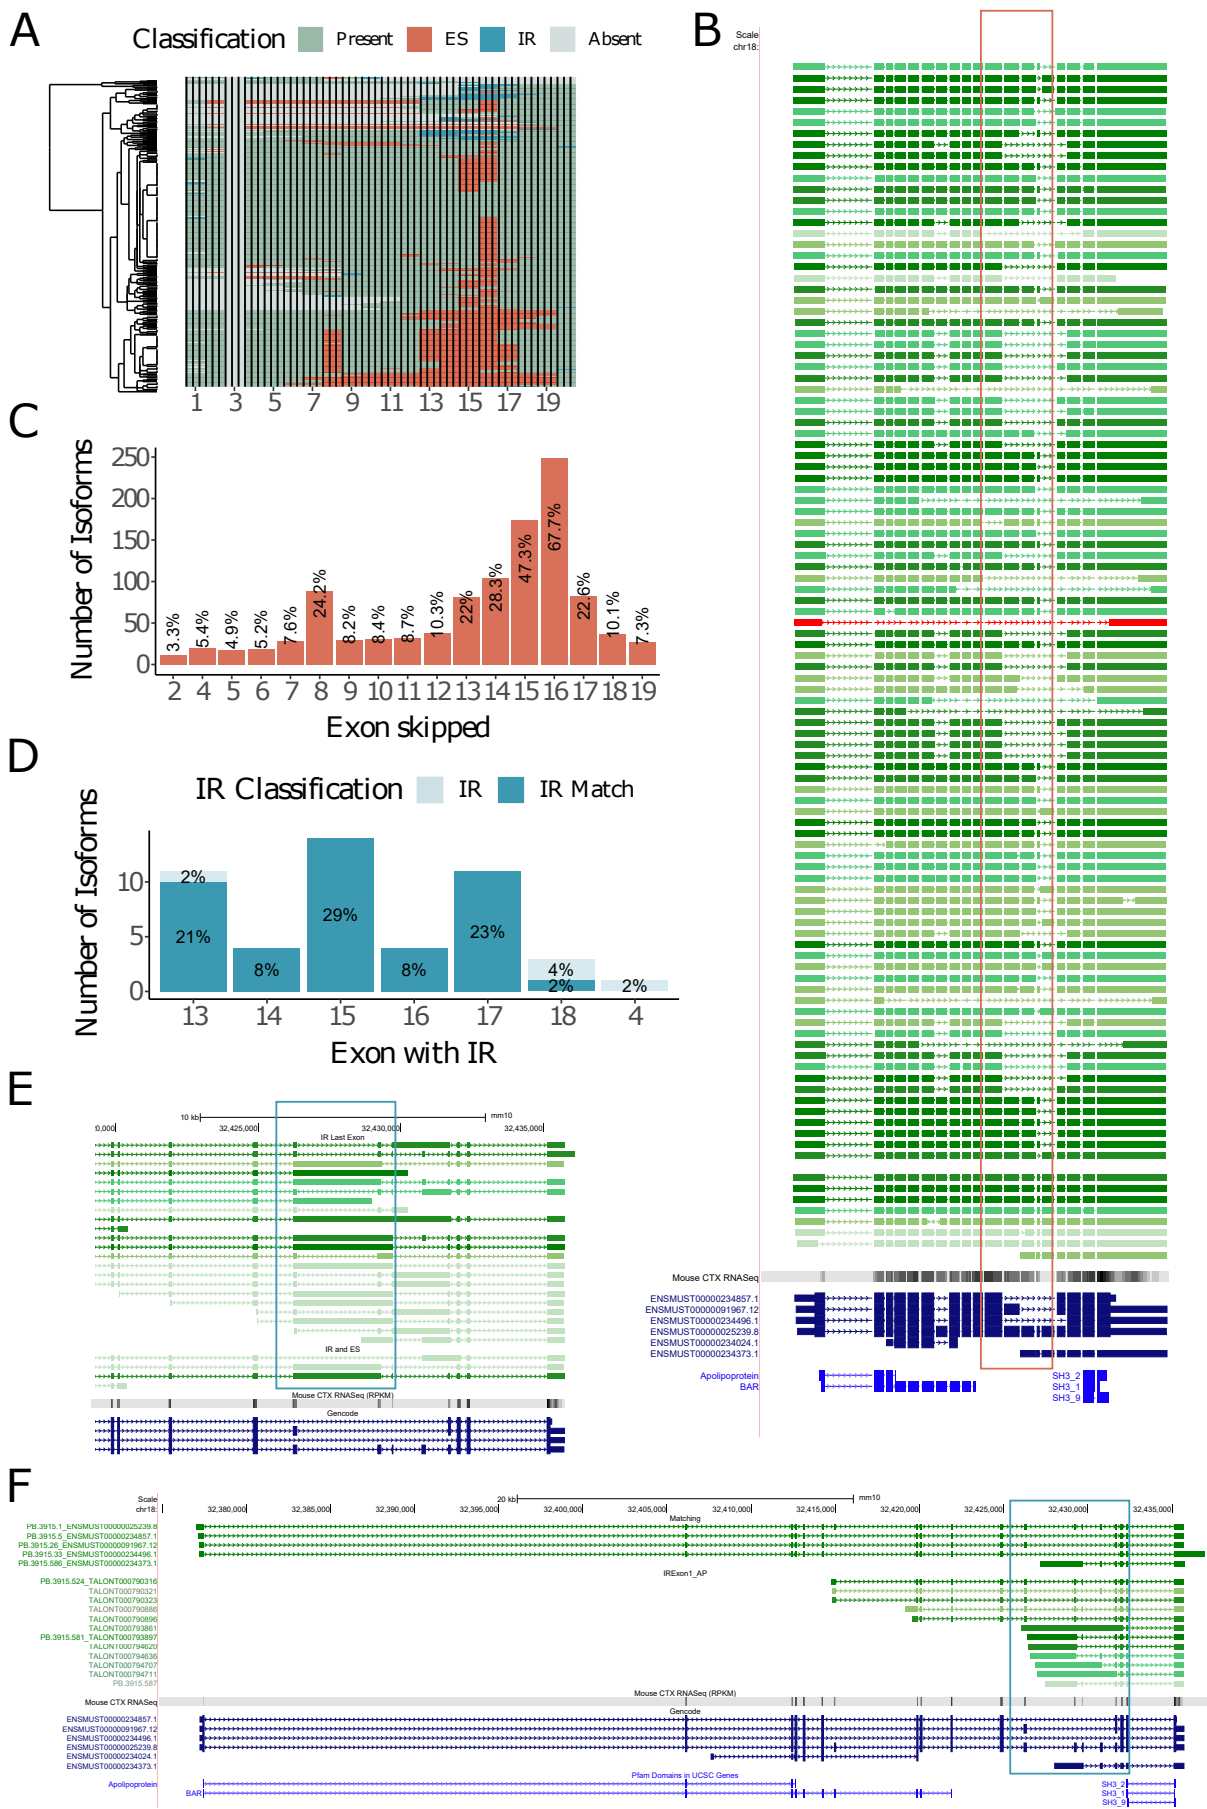 A
Classification Present ES IR Absent
1 3 5 7 9 11 13 15 17 19
B
Scale
chr18:
Mouse CTX RNASeq
ENSMUST00000234857.1
ENSMUST00000091967.12
ENSMUST00000234496.1
ENSMUST00000025239.8
ENSMUST00000234024.1
ENSMUST00000234373.1
Apolipoprotein
BAR
SH3_2
SH3_1
SH3_9
C
Number of Isoforms
250
200
150
100
50
0
3.3% 5.4% 4.9% 5.2% 7.6% 24.2% 8.2% 8.4% 8.7% 10.3% 22% 28.3% 47.3% 67.7% 22.6% 10.1% 7.3%
2 4 5 6 7 8 9 10 11 12 13 14 15 16 17 18 19
Exon skipped
D
IR Classification IR IR Match
Number of Isoforms
10
5
0
2%
21% 8% 29% 8% 23% 4% 2% 2%
13 14 15 16 17 18 4
Exon with IR
E
10 kb mm10
0,000 32,425,000 32,430,000 32,435,000
IR Last Exon
IR and ES
Mouse CTX RNASeq (RPKM)
Gencode
F
Scale 20 kb mm10
chr18: 32,380,000 32,385,000 32,390,000 32,395,000 32,400,000 32,405,000 32,410,000 32,415,000 32,420,000 32,425,000 32,430,000 32,435,000
Matching
PB.3915.1_ENSMUST00000025239.8
PB.3915.5_ENSMUST00000234857.1
PB.3915.26_ENSMUST00000091967.12
PB.3915.33_ENSMUST00000234496.1
PB.3915.586_ENSMUST00000234373.1
IRExon1_AP
PB.3915.524_TALONT000790316
TALONT000790321
TALONT000790323
TALONT000790886
TALONT000790896
TALONT000793861
PB.3915.581_TALONT000793897
TALONT000794620
TALONT000794636
TALONT000794707
TALONT000794711
PB.3915.587
Mouse CTX RNASeq (RPKM)
Mouse CTX RNASeq
Gencode
ENSMUST00000234857.1
ENSMUST00000091967.12
ENSMUST00000234496.1
ENSMUST00000025239.8
ENSMUST00000234024.1
ENSMUST00000234373.1
Pfam Domains in UCSC Genes
Apolipoprotein
BAR
SH3_2
SH3_1
SH3_9